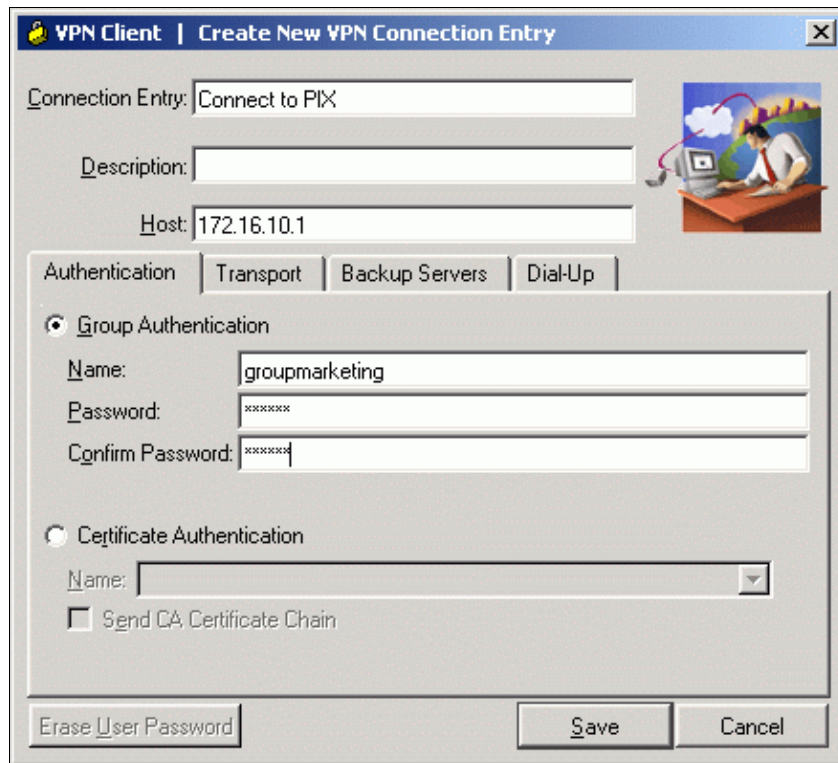 VPN Client | Create New VPN Connection Entry
Connection Entry: Connect to PIX
Description:
Host: 172.16.10.1
Authentication Transport Backup Servers Dial-Up
Group Authentication
Name: groupmarketing
Password: ******
Confirm Password: ******
Certificate Authentication
Name:
Send CA Certificate Chain
Erase User Password Save Cancel